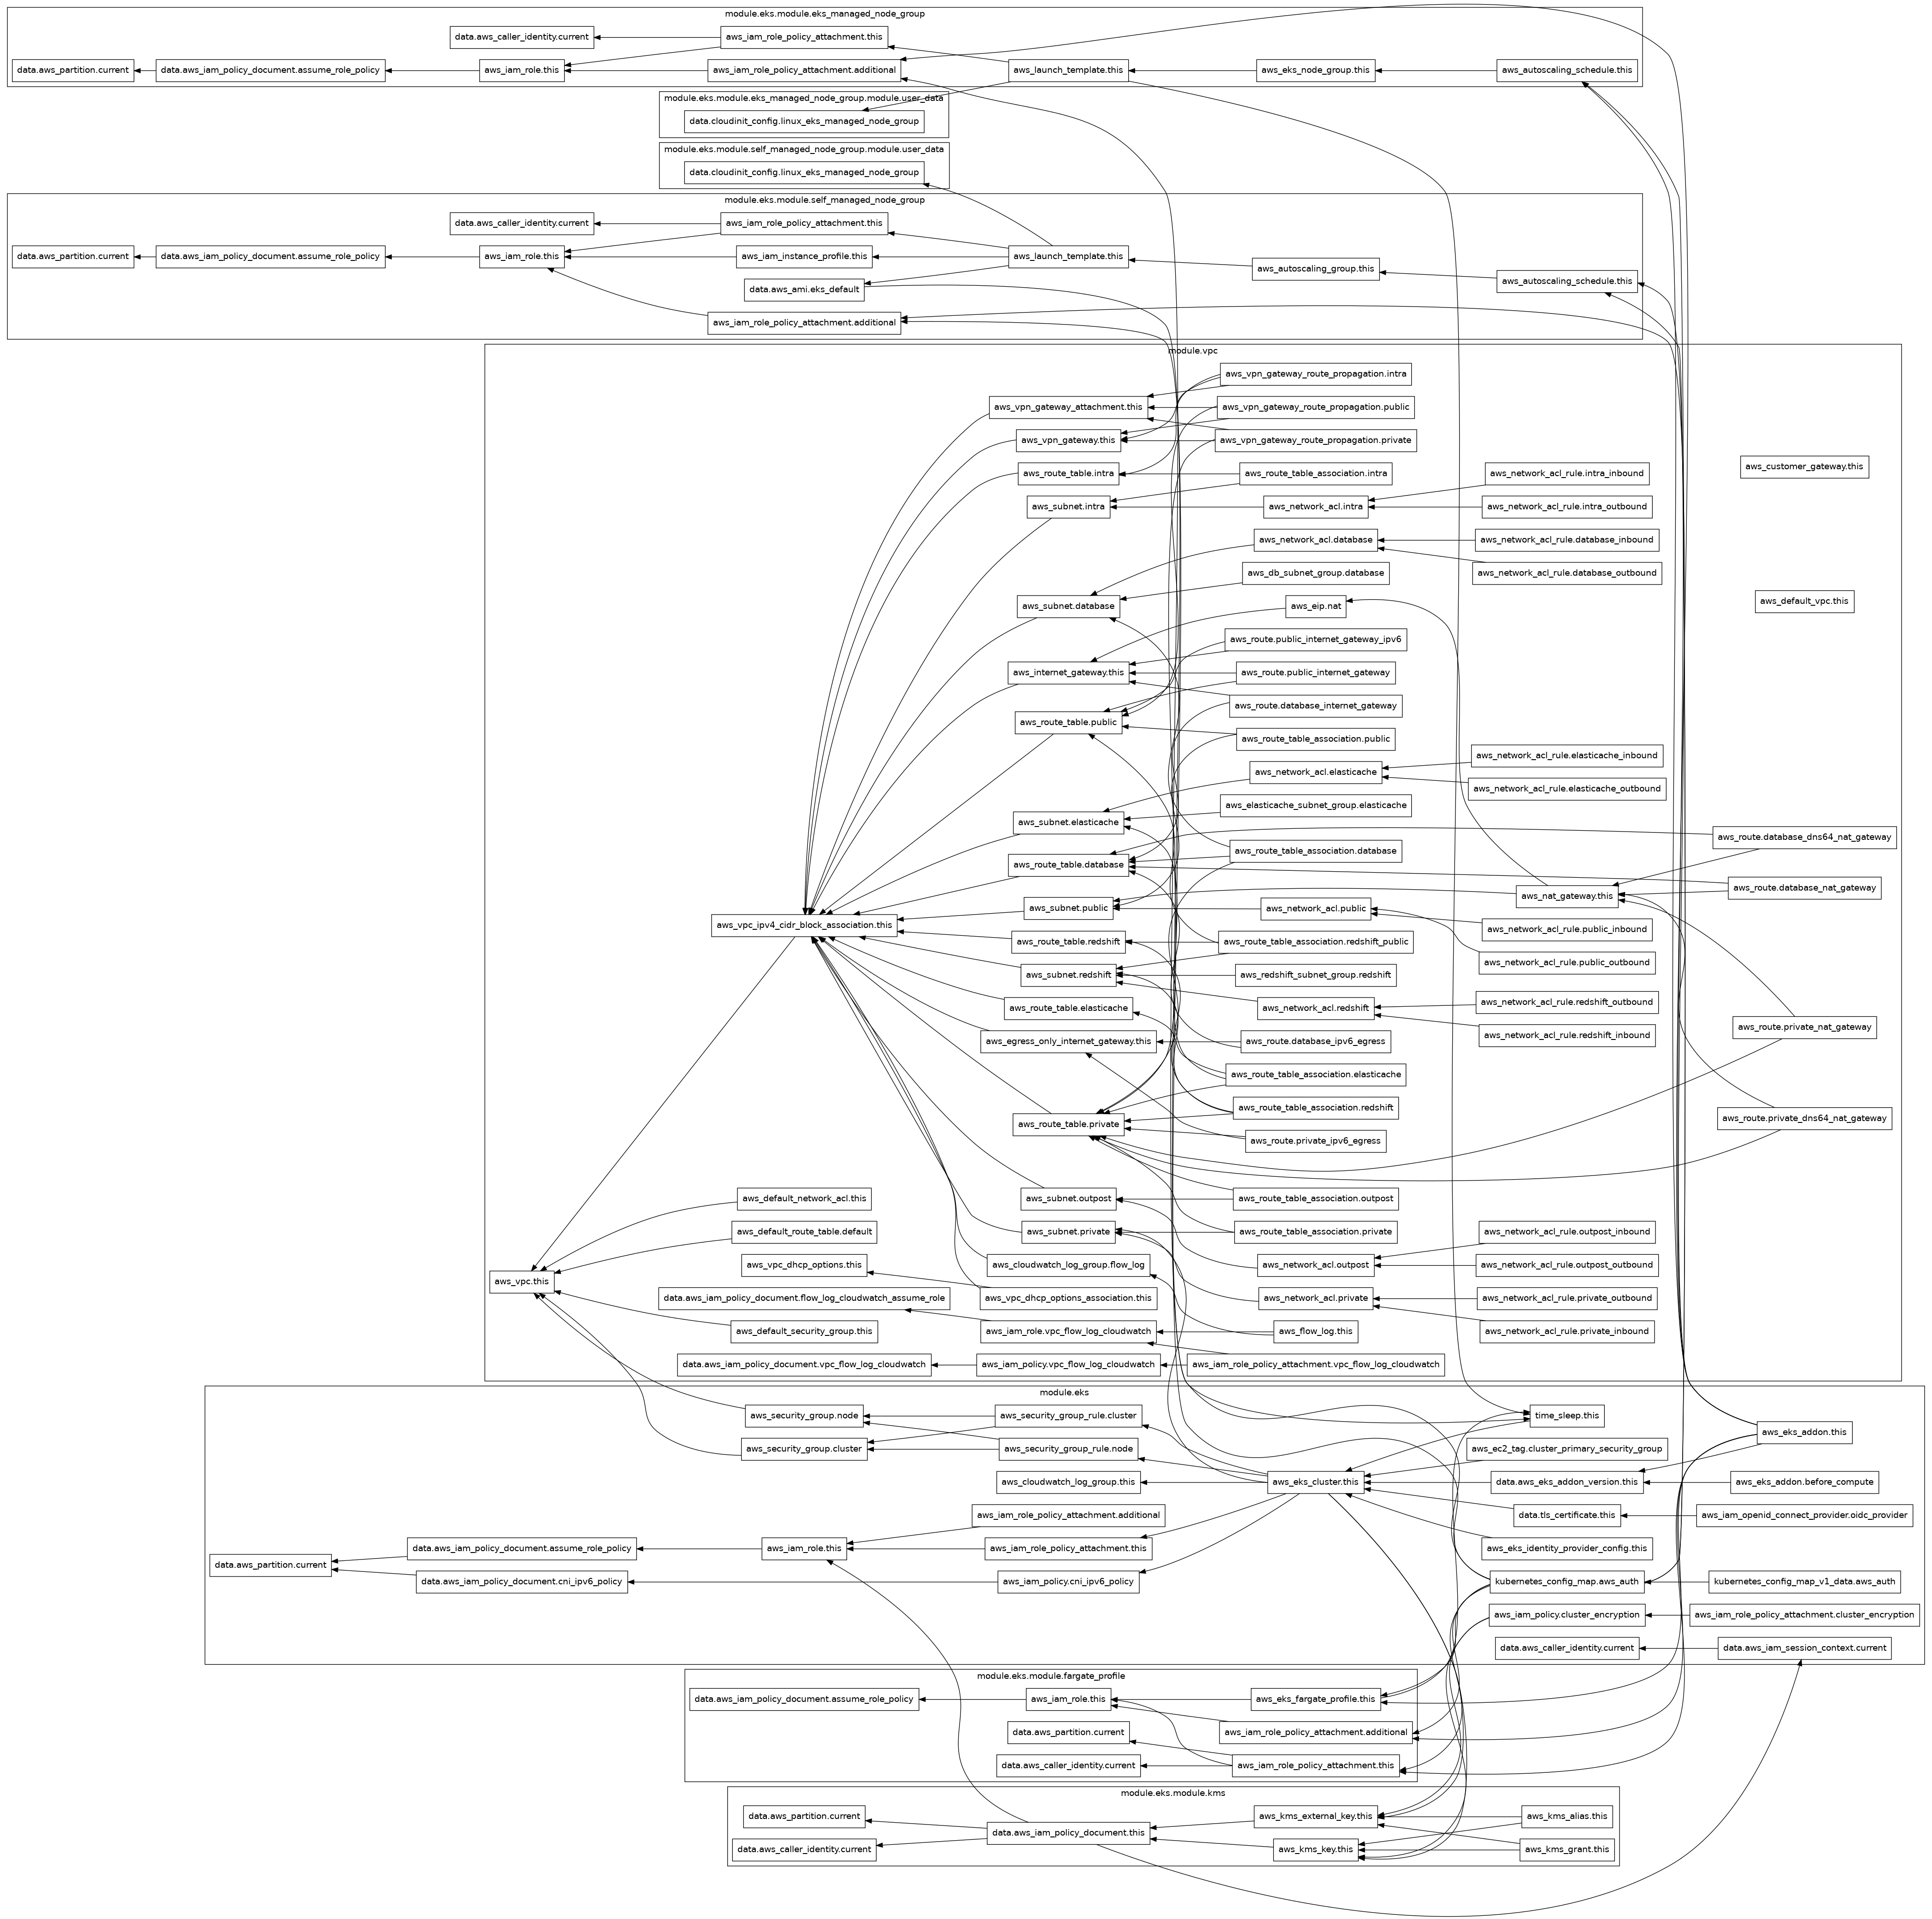 module.eks.module.eks_managed_node_group
data.aws_caller_identity.current
aws_iam_role_policy_attachment.this
data.aws_partition.current
data.aws_iam_policy_document.assume_role_policy
aws_iam_role.this
aws_iam_role_policy_attachment.additional
aws_launch_template.this
aws_eks_node_group.this
aws_autoscaling_schedule.this
module.eks.module.eks_managed_node_group.module.user_data
data.cloudinit_config.linux_eks_managed_node_group
module.eks.module.self_managed_node_group.module.user_data
data.cloudinit_config.linux_eks_managed_node_group
module.eks.module.self_managed_node_group
data.aws_caller_identity.current
aws_iam_role_policy_attachment.this
data.aws_partition.current
data.aws_iam_policy_document.assume_role_policy
aws_iam_role.this
aws_iam_instance_profile.this
aws_launch_template.this
aws_autoscaling_group.this
aws_autoscaling_schedule.this
data.aws_ami.eks_default
aws_iam_role_policy_attachment.additional
module.vpc
aws_vpn_gateway_route_propagation.intra
aws_vpn_gateway_attachment.this
aws_vpn_gateway_route_propagation.public
aws_vpn_gateway.this
aws_vpn_gateway_route_propagation.private
aws_route_table.intra
aws_route_table_association.intra
aws_network_acl_rule.intra_inbound
aws_customer_gateway.this
aws_subnet.intra
aws_network_acl.intra
aws_network_acl_rule.intra_outbound
aws_network_acl.database
aws_network_acl_rule.database_inbound
aws_db_subnet_group.database
aws_network_acl_rule.database_outbound
aws_subnet.database
aws_eip.nat
aws_default_vpc.this
aws_route.public_internet_gateway_ipv6
aws_internet_gateway.this
aws_route.public_internet_gateway
aws_route.database_internet_gateway
aws_route_table.public
aws_route_table_association.public
aws_network_acl_rule.elasticache_inbound
aws_network_acl.elasticache
aws_network_acl_rule.elasticache_outbound
aws_elasticache_subnet_group.elasticache
aws_subnet.elasticache
aws_route.database_dns64_nat_gateway
aws_route_table_association.database
aws_route_table.database
aws_route.database_nat_gateway
aws_nat_gateway.this
aws_subnet.public
aws_network_acl.public
aws_vpc_ipv4_cidr_block_association.this
aws_network_acl_rule.public_inbound
aws_route_table.redshift
aws_route_table_association.redshift_public
aws_network_acl_rule.public_outbound
aws_subnet.redshift
aws_redshift_subnet_group.redshift
aws_route_table.elasticache
aws_network_acl.redshift
aws_network_acl_rule.redshift_outbound
aws_route.private_nat_gateway
aws_network_acl_rule.redshift_inbound
aws_egress_only_internet_gateway.this
aws_route.database_ipv6_egress
aws_route_table_association.elasticache
aws_route_table_association.redshift
aws_route_table.private
aws_route.private_dns64_nat_gateway
aws_route.private_ipv6_egress
aws_default_network_acl.this
aws_subnet.outpost
aws_route_table_association.outpost
aws_default_route_table.default
aws_subnet.private
aws_route_table_association.private
aws_network_acl_rule.outpost_inbound
aws_vpc.this
aws_vpc_dhcp_options.this
aws_cloudwatch_log_group.flow_log
aws_network_acl.outpost
aws_network_acl_rule.outpost_outbound
data.aws_iam_policy_document.flow_log_cloudwatch_assume_role
aws_vpc_dhcp_options_association.this
aws_network_acl.private
aws_network_acl_rule.private_outbound
aws_default_security_group.this
aws_iam_role.vpc_flow_log_cloudwatch
aws_flow_log.this
aws_network_acl_rule.private_inbound
data.aws_iam_policy_document.vpc_flow_log_cloudwatch
aws_iam_policy.vpc_flow_log_cloudwatch
aws_iam_role_policy_attachment.vpc_flow_log_cloudwatch
module.eks
aws_security_group.node
aws_security_group_rule.cluster
time_sleep.this
aws_eks_addon.this
aws_security_group.cluster
aws_security_group_rule.node
aws_ec2_tag.cluster_primary_security_group
aws_cloudwatch_log_group.this
aws_eks_cluster.this
data.aws_eks_addon_version.this
aws_eks_addon.before_compute
aws_iam_role_policy_attachment.additional
data.tls_certificate.this
aws_iam_openid_connect_provider.oidc_provider
data.aws_partition.current
data.aws_iam_policy_document.assume_role_policy
aws_iam_role.this
aws_iam_role_policy_attachment.this
aws_eks_identity_provider_config.this
data.aws_iam_policy_document.cni_ipv6_policy
aws_iam_policy.cni_ipv6_policy
kubernetes_config_map.aws_auth
kubernetes_config_map_v1_data.aws_auth
aws_iam_policy.cluster_encryption
aws_iam_role_policy_attachment.cluster_encryption
data.aws_caller_identity.current
data.aws_iam_session_context.current
module.eks.module.fargate_profile
data.aws_iam_policy_document.assume_role_policy
aws_iam_role.this
aws_eks_fargate_profile.this
data.aws_partition.current
aws_iam_role_policy_attachment.additional
data.aws_caller_identity.current
aws_iam_role_policy_attachment.this
module.eks.module.kms
data.aws_partition.current
aws_kms_external_key.this
aws_kms_alias.this
data.aws_iam_policy_document.this
data.aws_caller_identity.current
aws_kms_key.this
aws_kms_grant.this